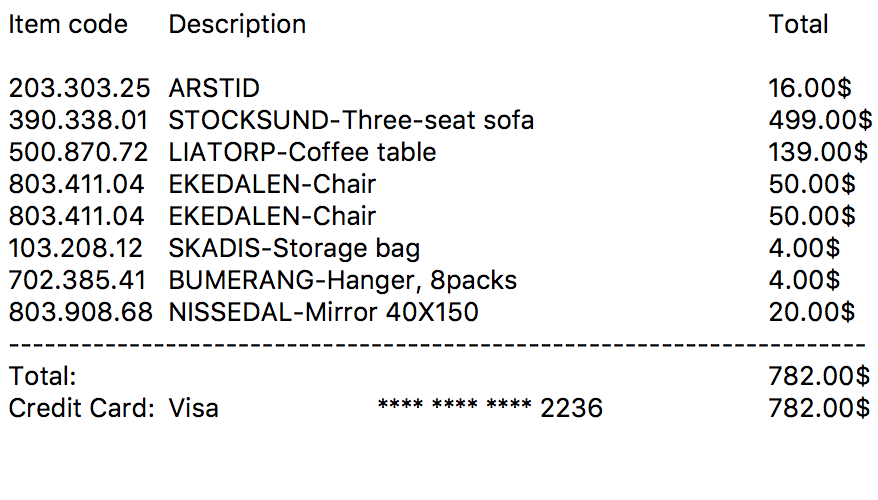 Item code Description Total
203.303.25 ARSTID 16.00$
390.338.01 STOCKSUND-Three-seat sofa 499.00$
500.870.72 LIATORP-Coffee table 139.00$
803.411.04 EKEDALEN-Chair 50.00$
803.411.04 EKEDALEN-Chair 50.00$
103.208.12 SKADIS-Storage bag 4.00$
702.385.41 BUMERANG-Hanger, 8packs 4.00$
803.908.68 NISSEDAL-Mirror 40X150 20.00$
------------------------------------------------------------------------
Total: 782.00$
Credit Card: Visa **** **** **** 2236 782.00$